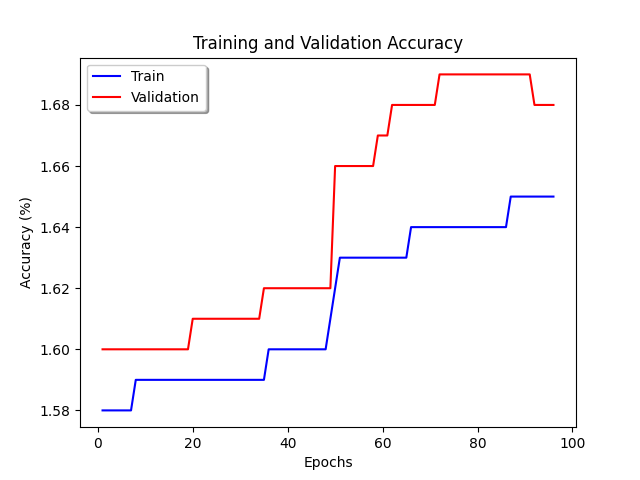 Training and Validation Accuracy
Train
Validation
1.68
1.66
1.64
1.62
1.60
1.58
Accuracy (%)
0 20 40 60 80 100
Epochs